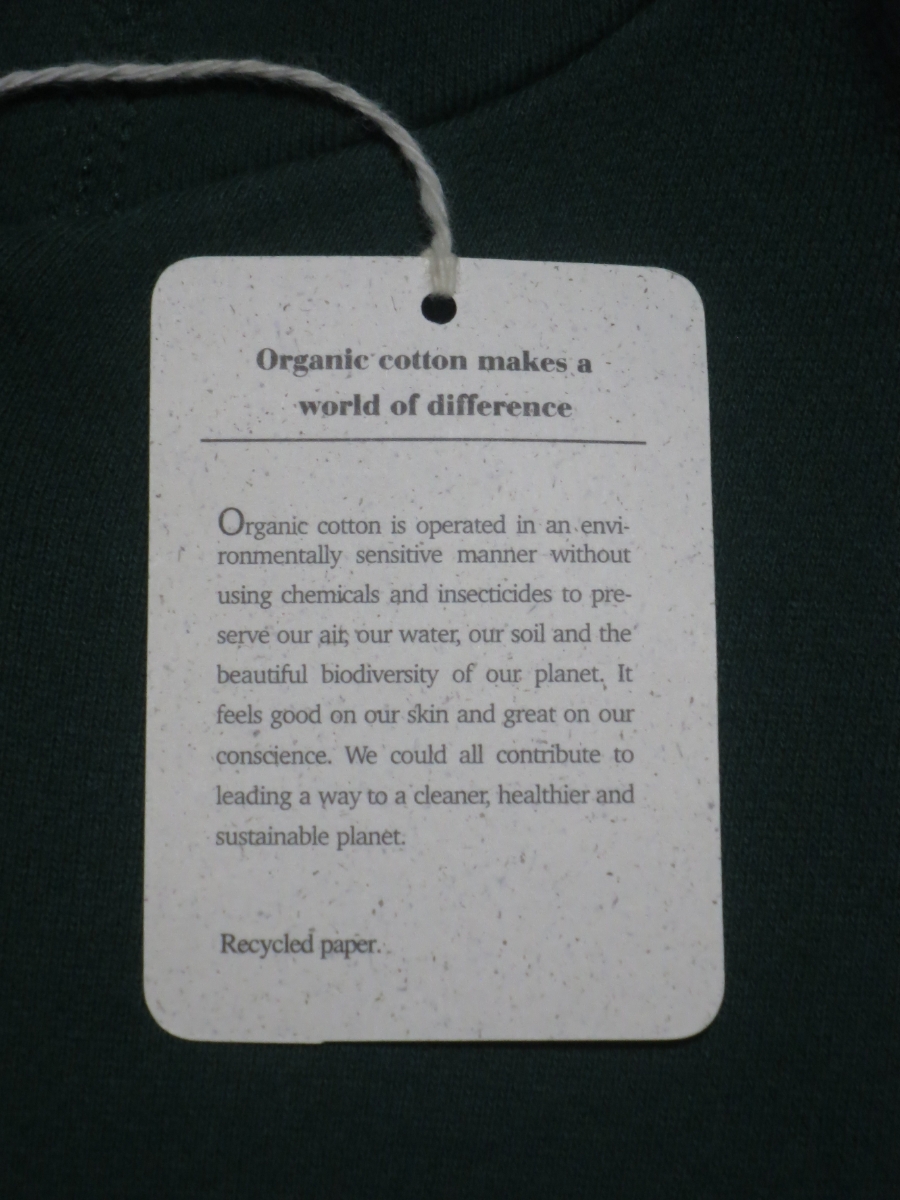 Organic cotton makes a
world of difference
Organic cotton is operated in an envi-
ronmentally sensitive manner without
using chemicals and insecticides to pre-
serve our air, our water, our soil and the
beautiful biodiversity of our planet. It
feels good on our skin and great on our
conscience. We could all contribute to
leading a way to a cleaner, healthier and
sustainable planet.
Recycled paper.